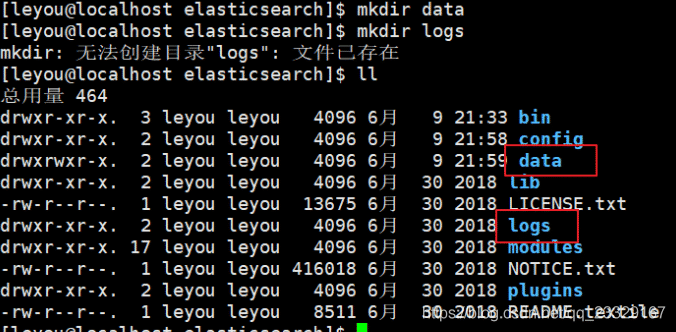 [leyou@localhost elasticsearch]$ mkdir data
[leyou@localhost elasticsearch]$ mkdir logs
mkdir: 无法创建目录"logs": 文件已存在
[leyou@localhost elasticsearch]$ ll
总用量 464
drwxr-xr-x. 3 leyou leyou 4096 6月 9 21:33 bin
drwxr-xr-x. 2 leyou leyou 4096 6月 9 21:58 config
drwxrwxr-x. 2 leyou leyou 4096 6月 9 21:59 data
drwxr-xr-x. 2 leyou leyou 4096 6月 30 2018 lib
-rw-r--r--. 1 leyou leyou 13675 6月 30 2018 LICENSE.txt
drwxr-xr-x. 2 leyou leyou 4096 6月 30 2018 logs
drwxr-xr-x. 17 leyou leyou 4096 6月 30 2018 modules
-rw-r--r--. 1 leyou leyou 416018 6月 30 2018 NOTICE.txt
drwxr-xr-x. 2 leyou leyou 4096 6月 30 2018 plugins
-rw-r--r--. 1 leyou leyou 8511 6月 30 2018 README.textile
[leyou@localhost elasticsearch]$